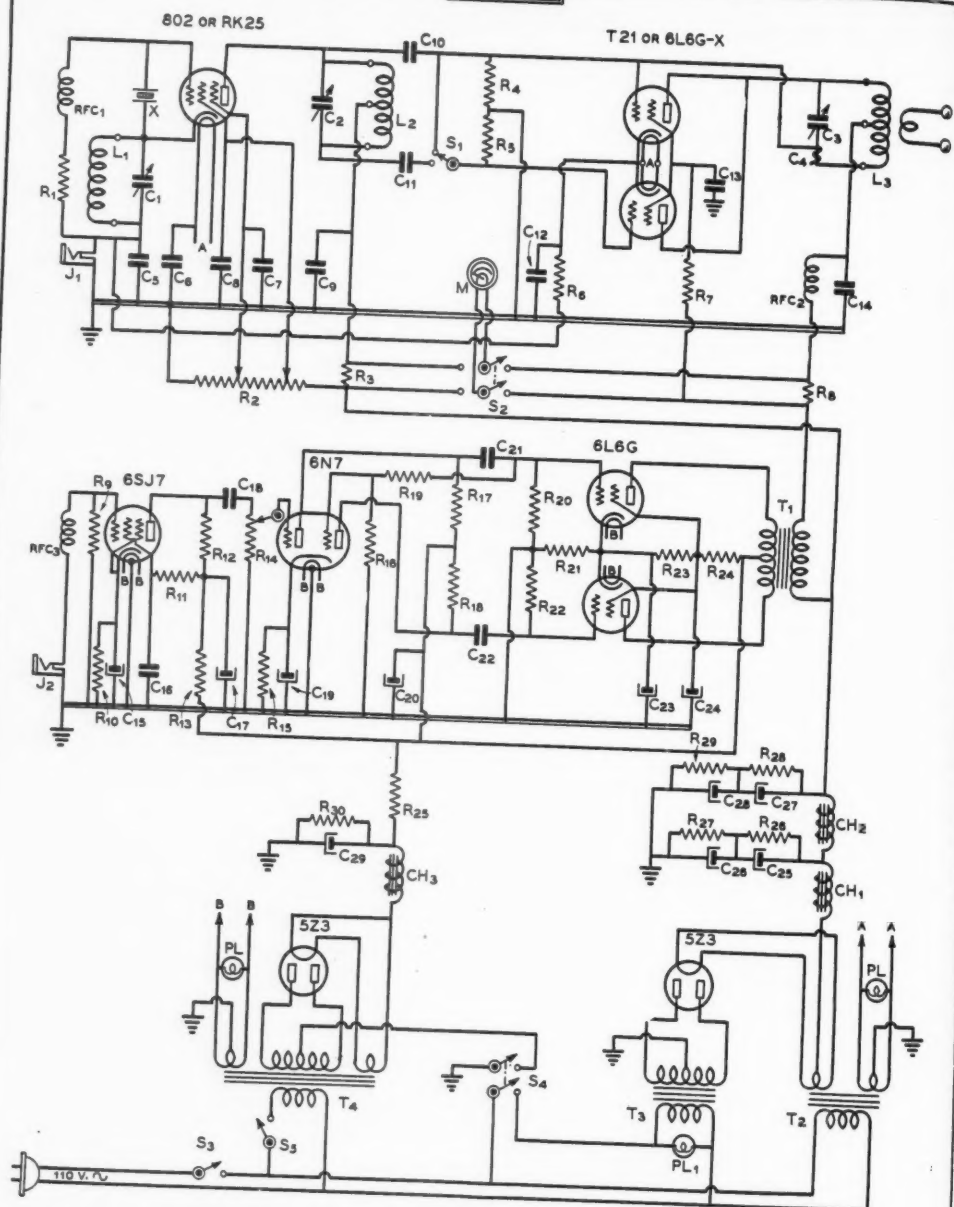 802 OR RK25
T21 OR 6L6G-X
C10
RFC1
X
C2
L2
R4
R5
S1
C3
C4
L3
L1
C1
R1
C11
A
C13
J1
C5
C6
A
C8
C7
C9
M
C12
R6
R7
RFC2
C14
R2
R3
S2
R8
6SJ7
6N7
C21
6L6G
R9
C18
R19
R17
R20
T1
RFC3
R12
R14
R16
B
B
B
B
B
R11
R21
B
R23
R24
R18
R22
C22
J2
R10
C15
C16
R13
C17
R15
C19
C20
C23
C24
R29
R28
C28
C27
R30
R25
R27
R26
CH2
C29
CH3
C26
C25
CH1
B
B
PL
5Z3
5Z3
A
A
PL
S4
T4
T3
T2
S3
S5
PL1
110 V.